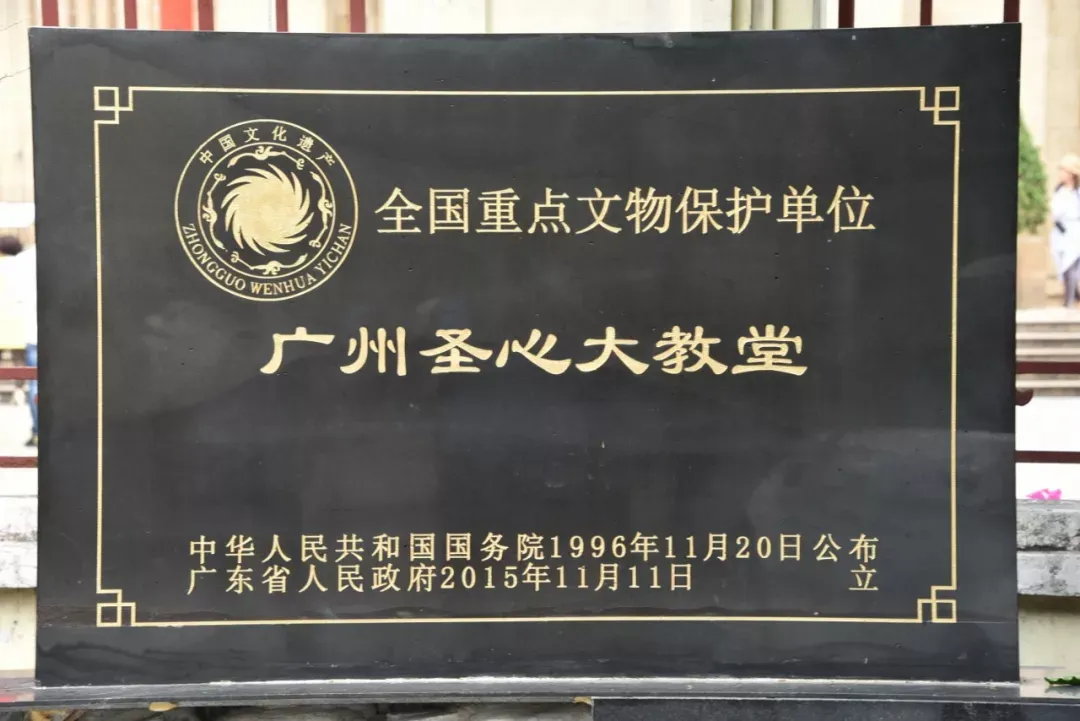 中国文化遗产
ZHONGGUO WENHUA YICHAN
全国重点文物保护单位
广州圣心大教堂
中华人民共和国国务院1996年11月20日公布
广东省人民政府2015年11月11日 立